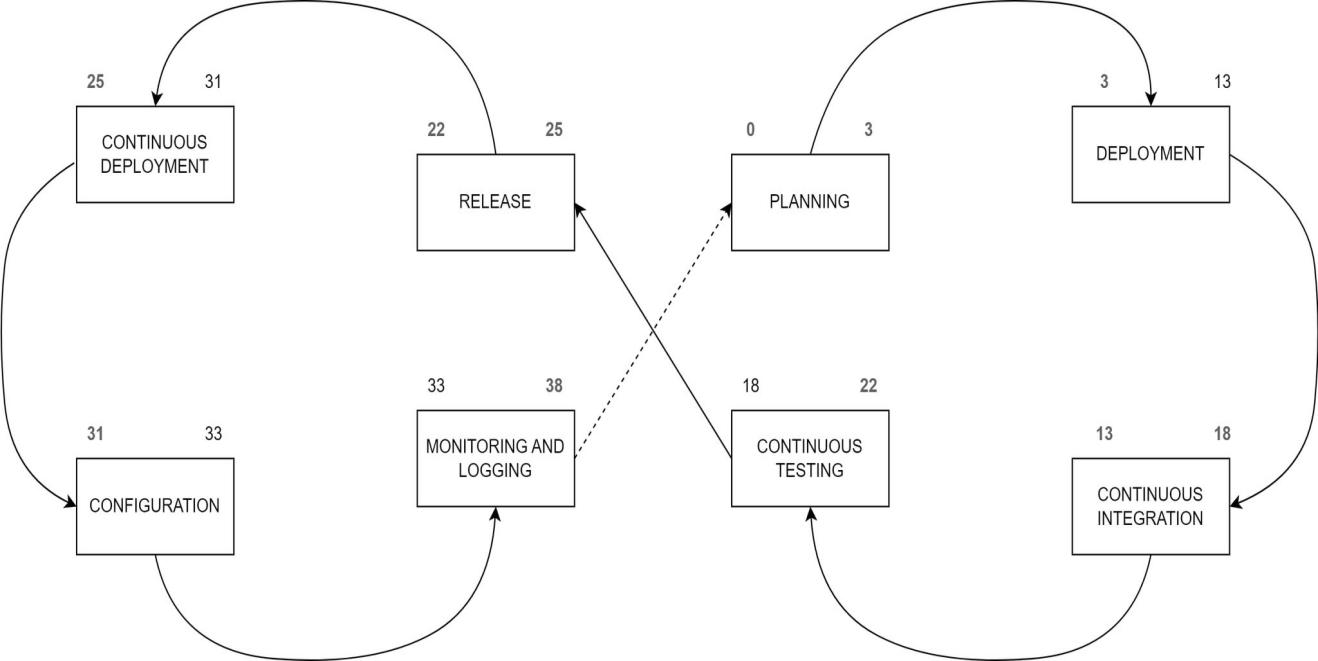 25 31
CONTINUOUS
DEPLOYMENT
22 25
RELEASE
0 3
PLANNING
3 13
DEPLOYMENT
31 33
CONFIGURATION
33 38
MONITORING AND
LOGGING
18 22
CONTINUOUS
TESTING
13 18
CONTINUOUS
INTEGRATION